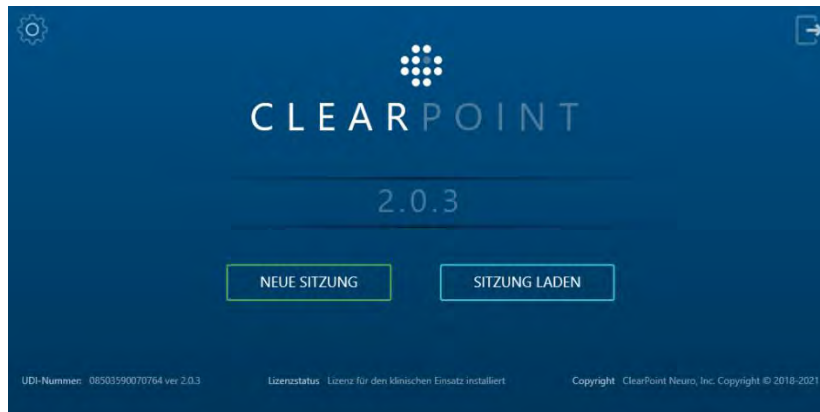 CLEARPOINT
2.0.3
NEUE SITZUNG SITZUNG LADEN
UDI-Nummer: 08503590070764 ver 2.0.3 Lizenzstatus Lizenz für den klinischen Einsatz installiert Copyright ClearPoint Neuro, Inc. Copyright © 2018-2021